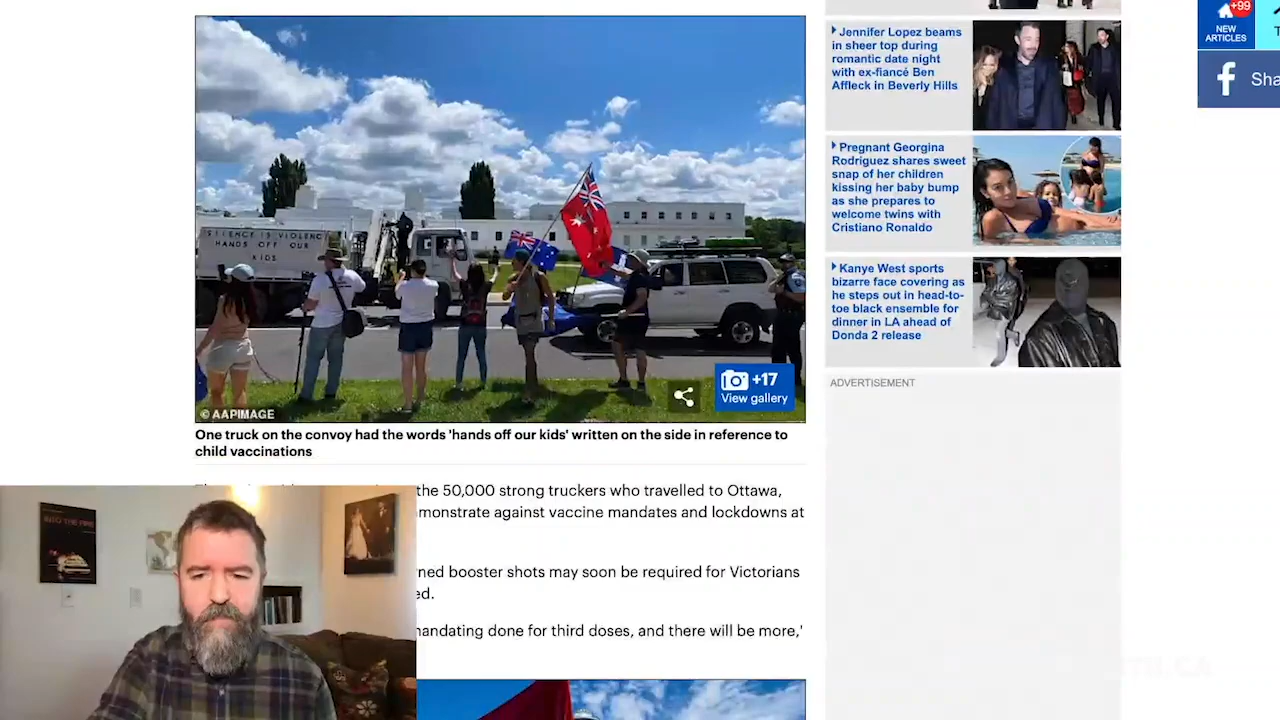 SILENCE IS VIOLENC
HANDS OFF OUR
KIDS
+17
View gallery
© AAPIMAGE
One truck on the convoy had the words 'hands off our kids' written on the side in reference to
child vaccinations
the 50,000 strong truckers who travelled to Ottawa,
monstrate against vaccine mandates and lockdowns at
ned booster shots may soon be required for Victorians
ed.
mandating done for third doses, and there will be more,'
INTO THE FIRE
Jennifer Lopez beams
in sheer top during
romantic date night
with ex-fiancé Ben
Affleck in Beverly Hills
Pregnant Georgina
Rodriguez shares sweet
snap of her children
kissing her baby bump
as she prepares to
welcome twins with
Cristiano Ronaldo
Kanye West sports
bizarre face covering as
he steps out in head-to-
toe black ensemble for
dinner in LA ahead of
Donda 2 release
ADVERTISEMENT
+99
NEW
ARTICLES
Sha